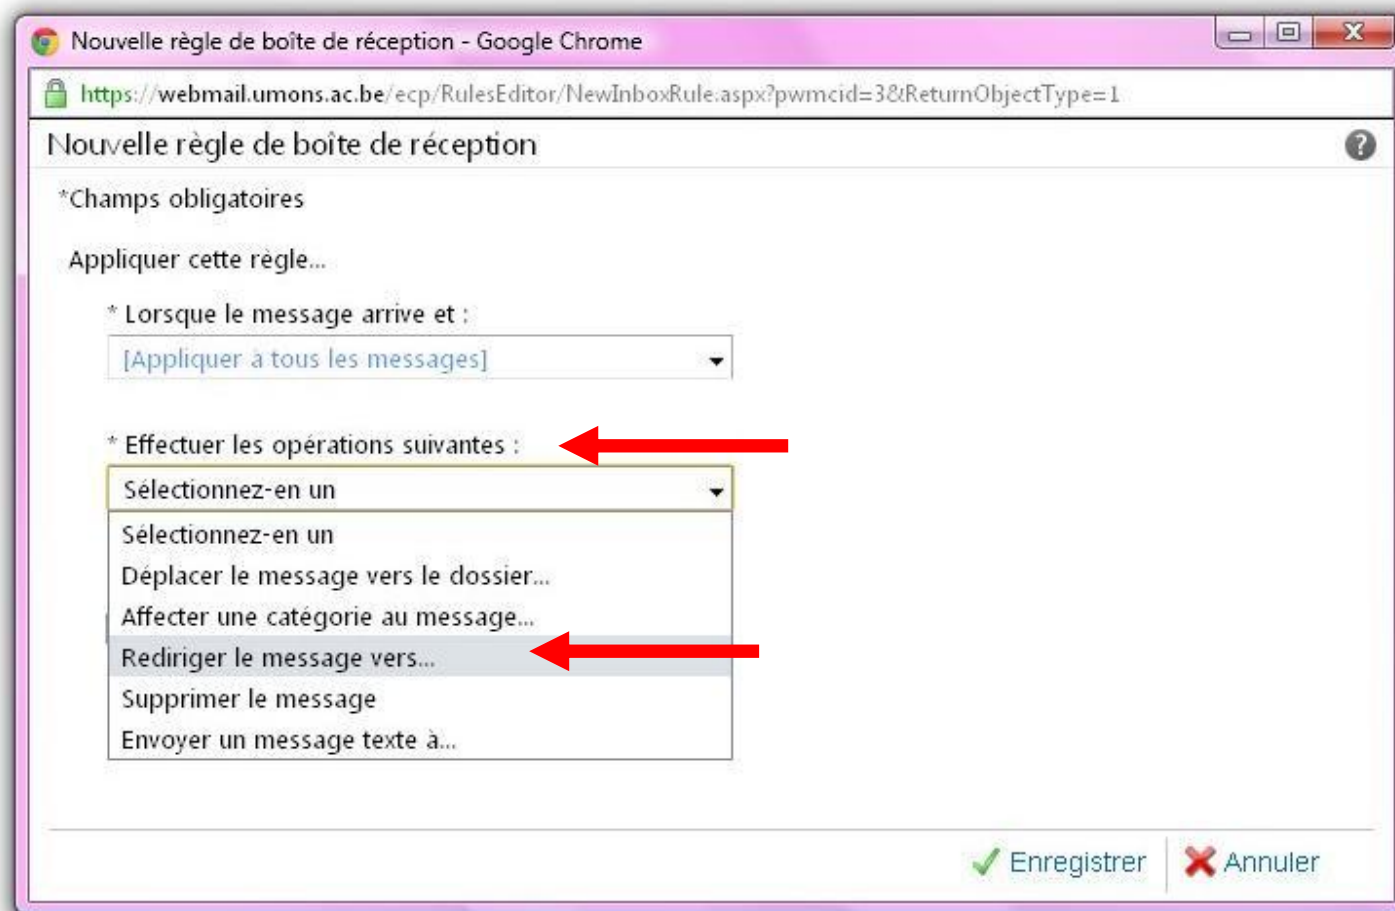 Nouvelle règle de boîte de réception - Google Chrome
https://webmail.umons.ac.be/ecp/RulesEditor/NewInboxRule.aspx?pwmcid=3&ReturnObjectType=1
Nouvelle règle de boîte de réception
*Champs obligatoires
Appliquer cette règle...
* Lorsque le message arrive et :
[Appliquer à tous les messages]
* Effectuer les opérations suivantes :
Sélectionnez-en un
Sélectionnez-en un
Déplacer le message vers le dossier...
Affecter une catégorie au message...
Rediriger le message vers...
Supprimer le message
Envoyer un message texte à...
Enregistrer Annuler